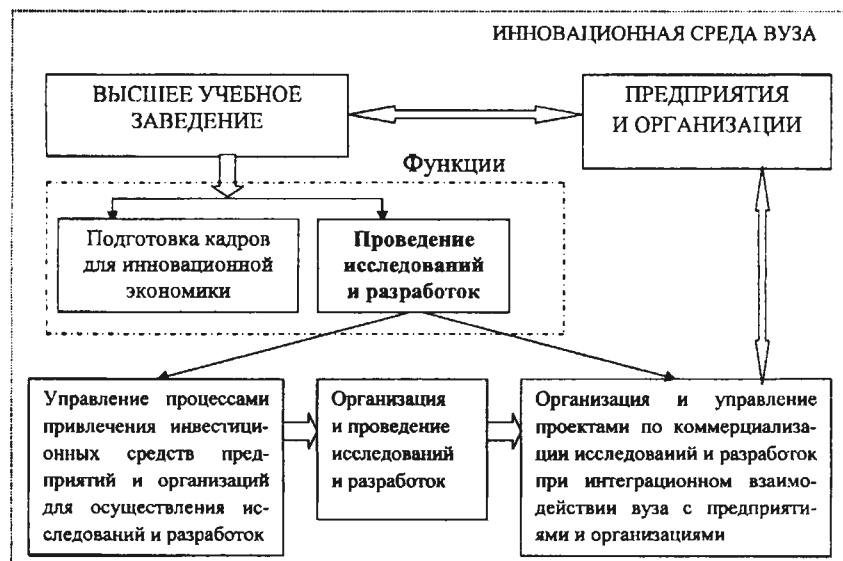 ИННОВАЦИОННАЯ СРЕДА ВУЗА
ВЫСШЕЕ УЧЕБНОЕ
ЗАВЕДЕНИЕ
ПРЕДПРИЯТИЯ
И ОРГАНИЗАЦИИ
Функции
Подготовка кадров
для инновационной
экономики
Проведение
исследований
и разработок
Управление процессами
привлечения инвестици-
онных средств пред-
приятий и организаций
для осуществления ис-
следований и разработок
Организация
и проведение
исследований
и разработок
Организация и управление
проектами по коммерциализа-
ции исследований и разработок
при интеграционном взаимо-
действии вуза с предприяти-
ями и организациями